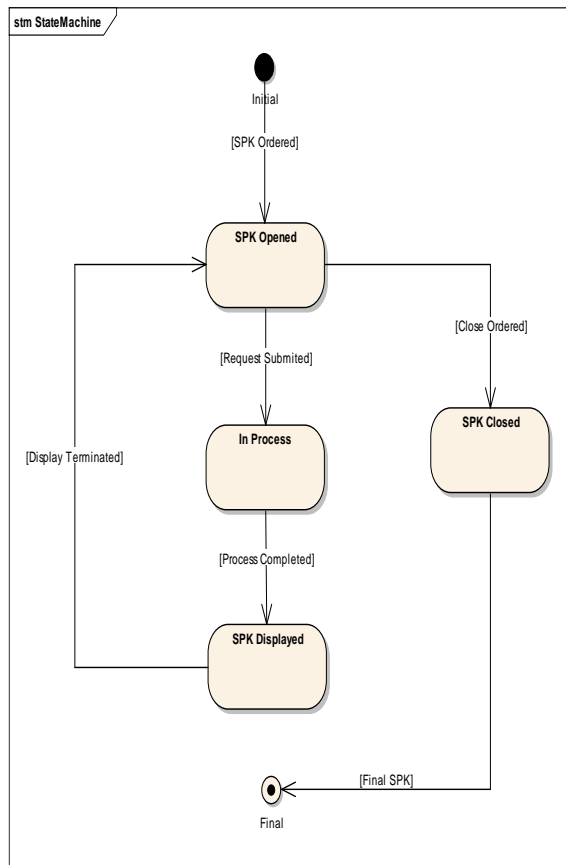 stm StateMachine
Initial
[SPK Ordered]
SPK Opened
[Close Ordered]
[Request Submited]
SPK Closed
In Process
[Display Terminated]
[Process Completed]
SPK Displayed
[Final SPK]
Final